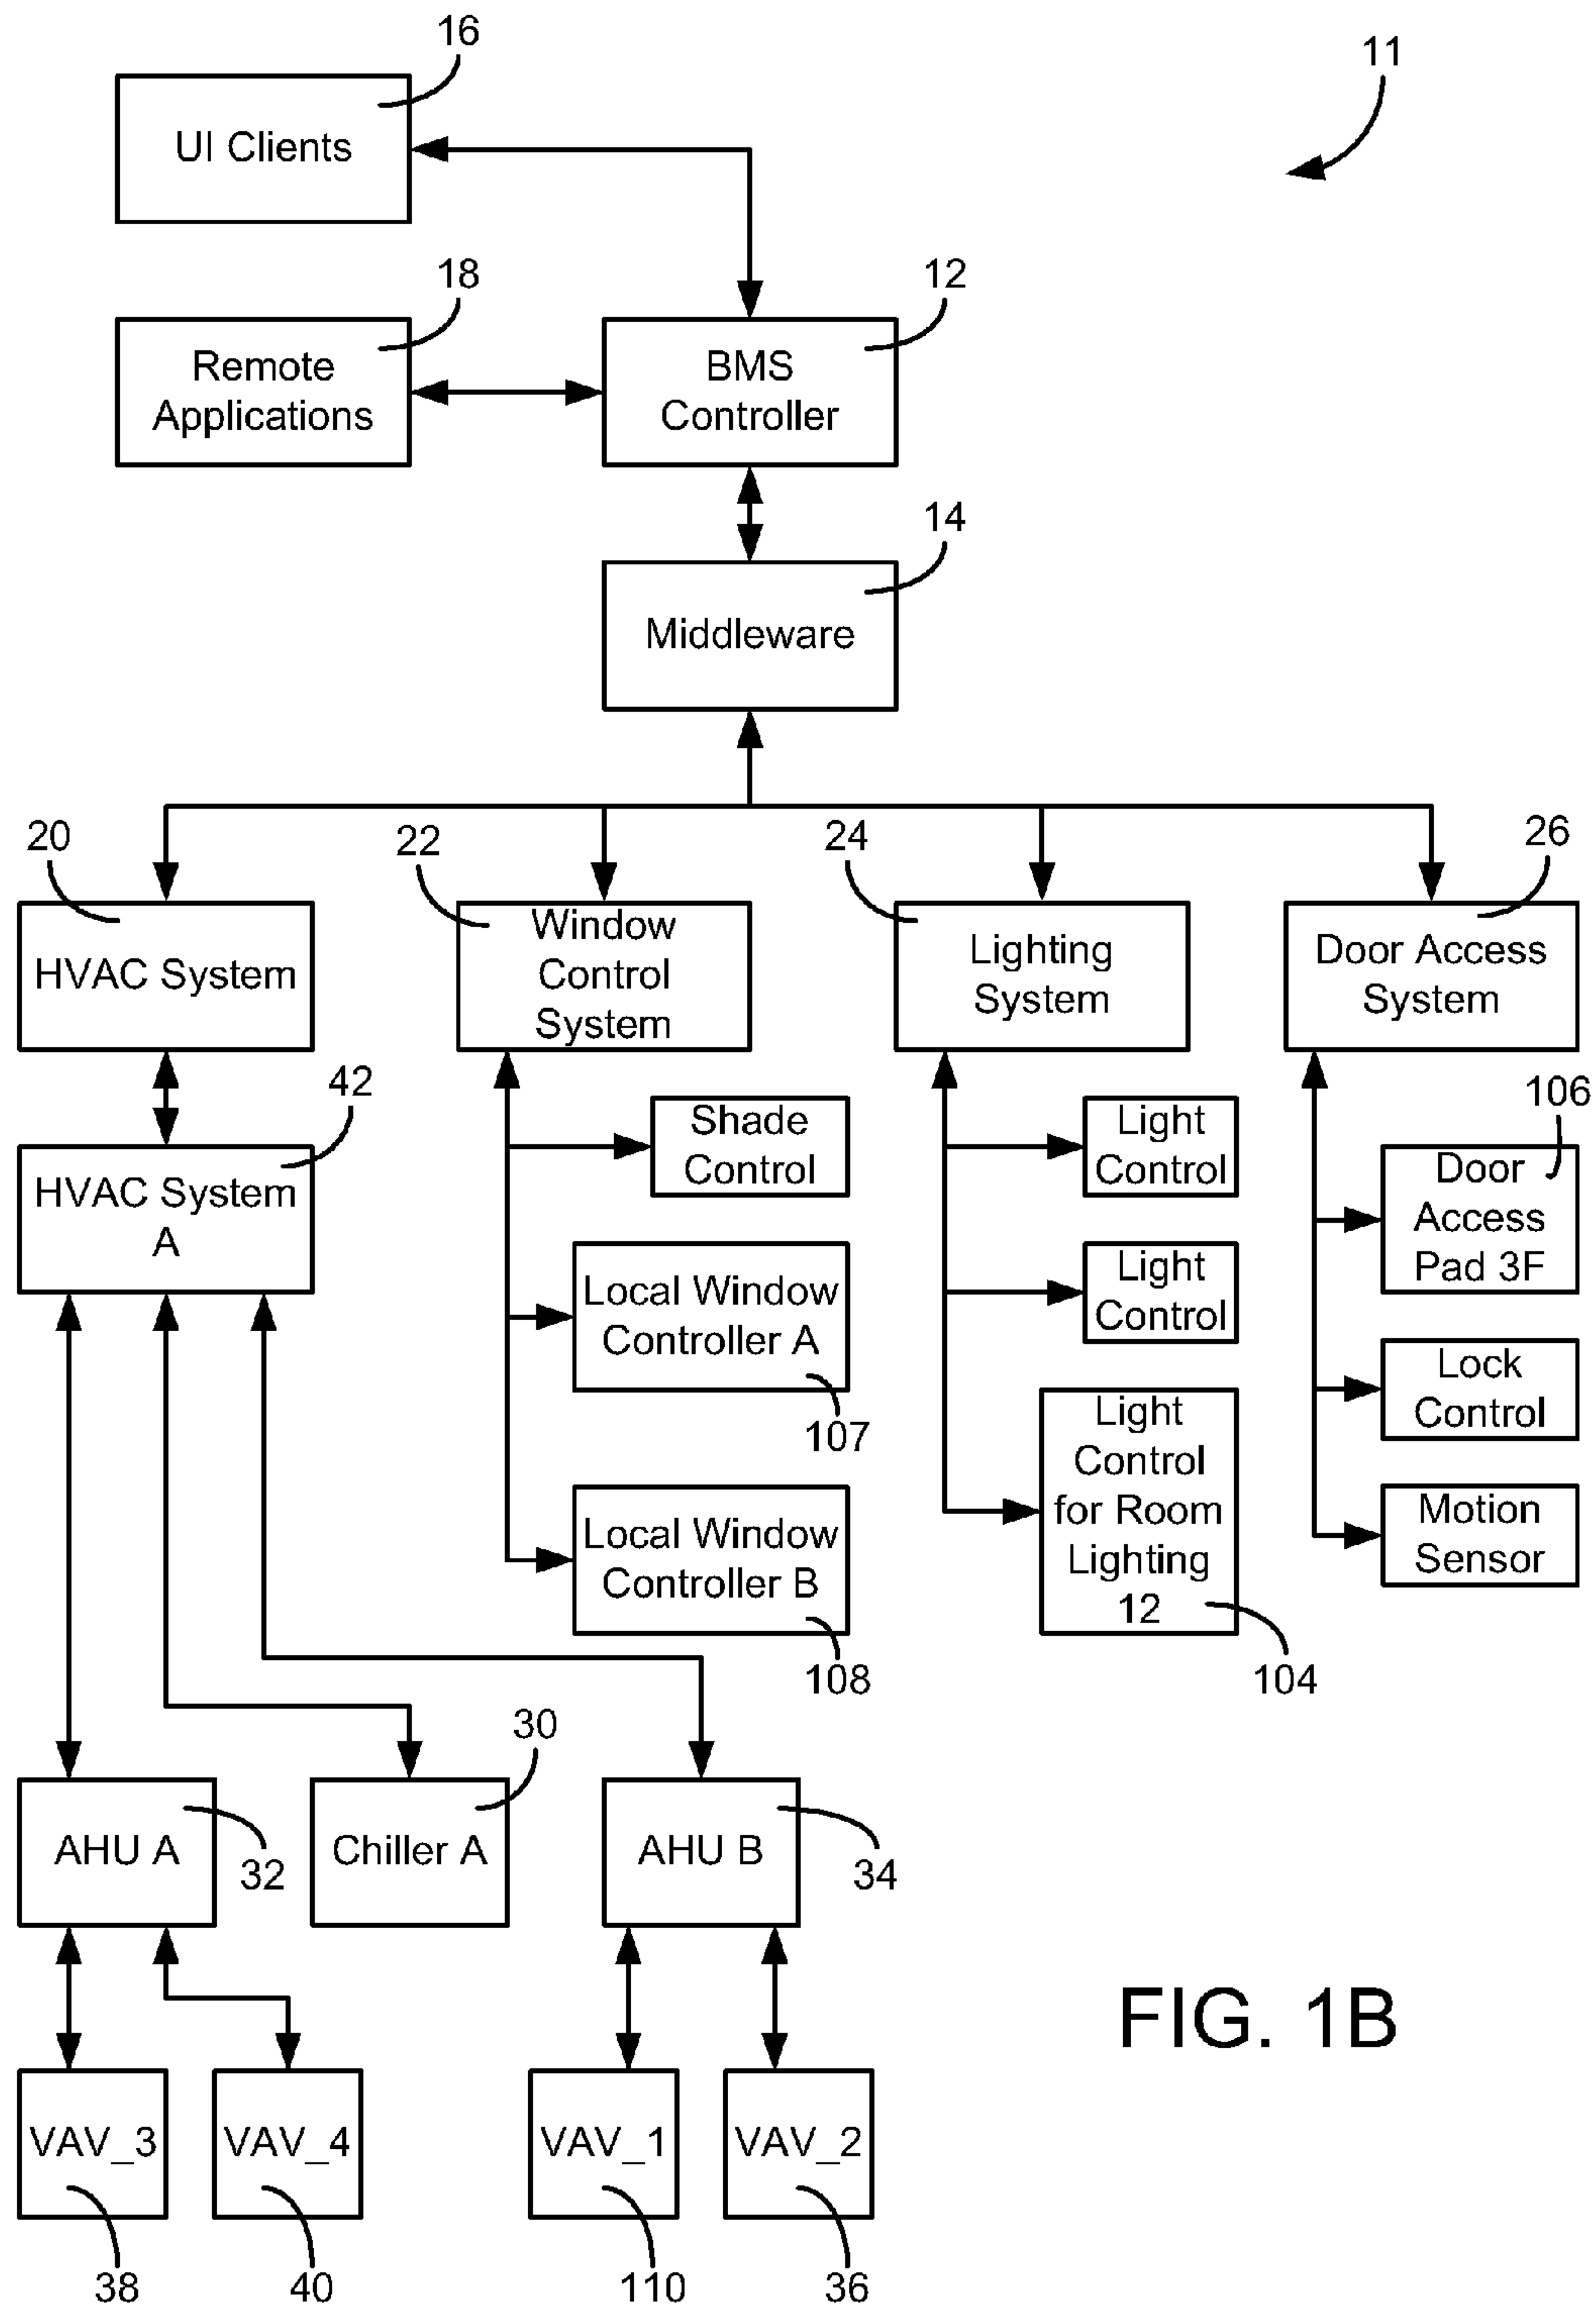 16
11
UI Clients
18
12
Remote
Applications
BMS
Controller
14
Middleware
20
22
24
26
HVAC System
Window
Control
System
Lighting
System
Door Access
System
42
106
HVAC System
A
Shade
Control
Light
Control
Door
Access
Pad 3F
Local Window
Controller A
107
Light
Control
Lock
Control
Local Window
Controller B
108
Light
Control
for Room
Lighting
12
104
Motion
Sensor
30
AHU A
32
Chiller A
AHU B
34
FIG. 1B
VAV_3
VAV_4
VAV_1
VAV_2
38
40
110
36